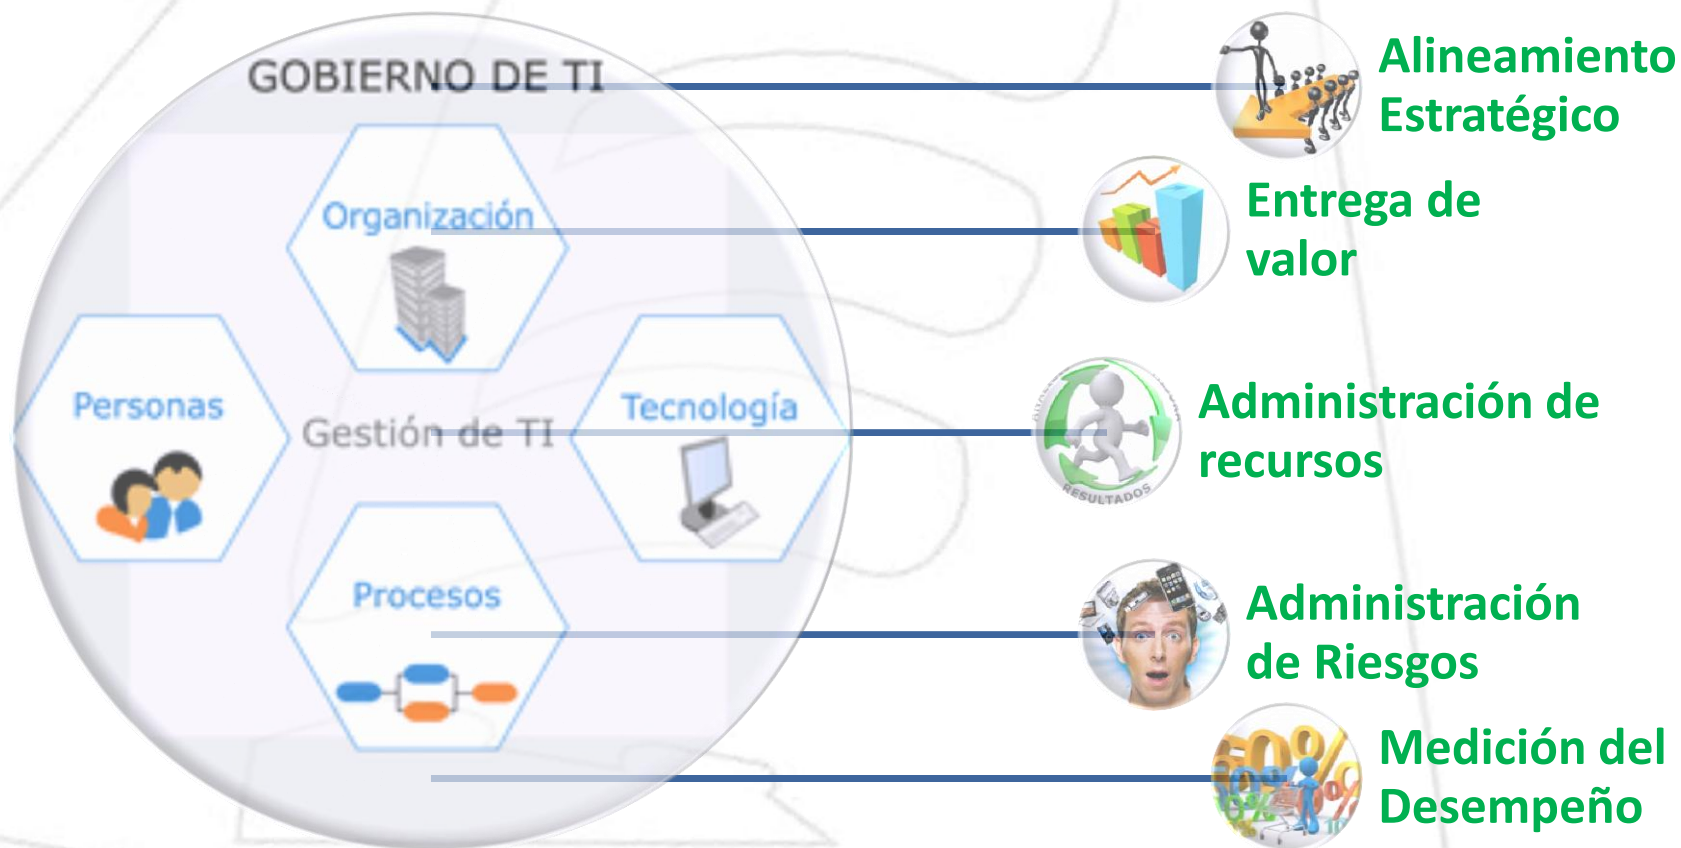 GOBIERNO DE TI
Organización
Personas
Gestión de TI
Tecnología
Procesos
Alineamiento
Estratégico
Entrega de
valor
Administración de
recursos
RESULTADOS
Administración
de Riesgos
Medición del
Desempeño